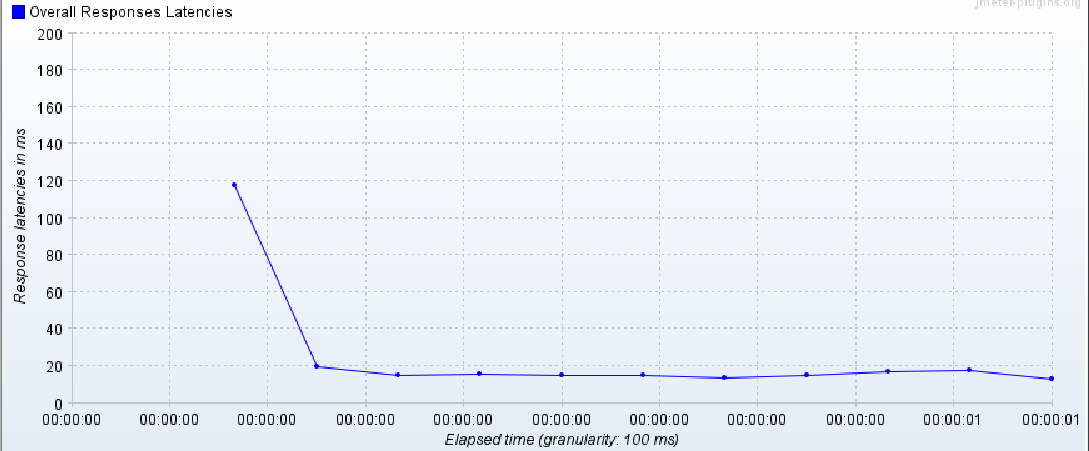 jmeter-plugins.org
Overall Responses Latencies
200
180
160
140
120
100
80
60
40
20
0
Response latencies in ms
00:00:00 00:00:00 00:00:00 00:00:00 00:00:00 00:00:00 00:00:00 00:00:00 00:00:00 00:00:01 00:00:01
Elapsed time (granularity: 100 ms)